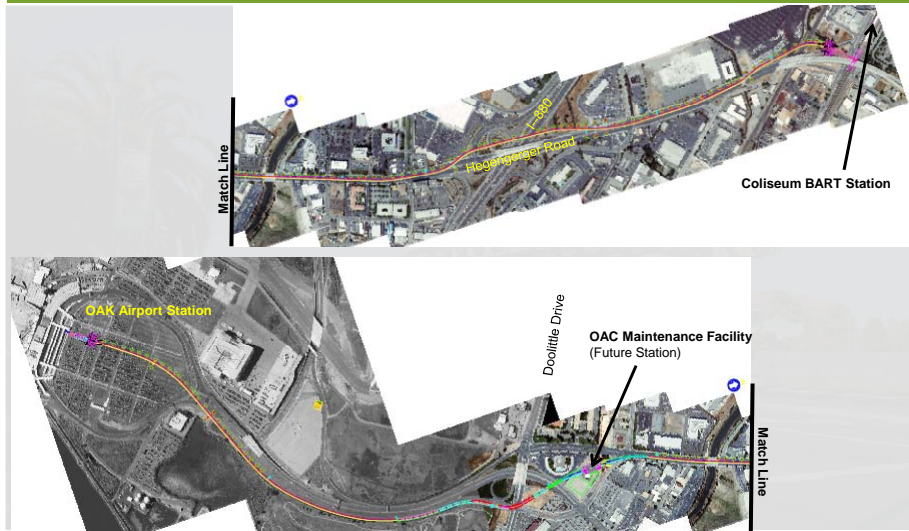 I-880
Hegengerger Road
Match Line
Coliseum BART Station
OAK Airport Station
Doolittle Drive
OAC Maintenance Facility
(Future Station)
Match Line